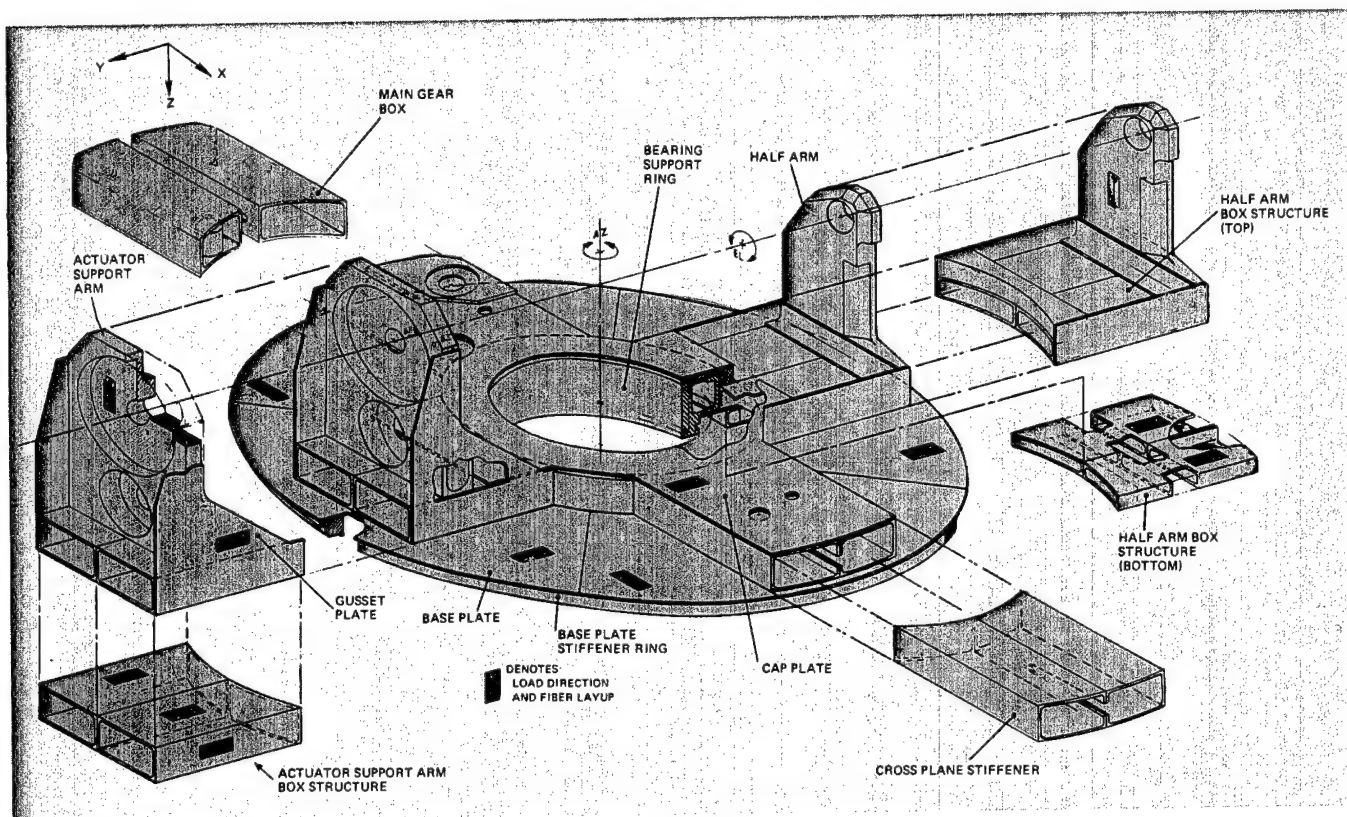 Y
X
Z
MAIN GEAR
BOX
BEARING
SUPPORT
RING
HALF ARM
HALF ARM
BOX STRUCTURE
(TOP)
ACTUATOR
SUPPORT
ARM
HALF ARM BOX
STRUCTURE
(BOTTOM)
GUSSET
PLATE
BASE PLATE
BASE PLATE
STIFFENER RING
CAP PLATE
DENOTES
LOAD DIRECTION
AND FIBER LAYUP
CROSS PLANE STIFFENER
ACTUATOR SUPPORT ARM
BOX STRUCTURE